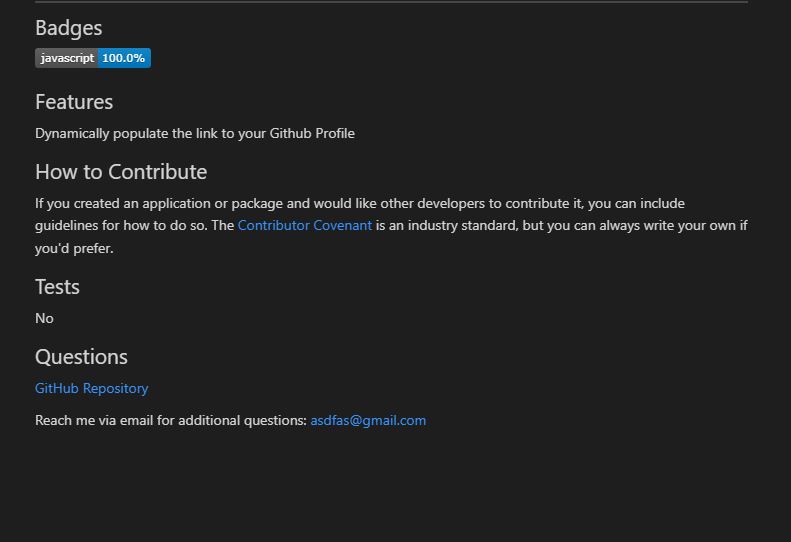 Badges
javascript 100.0%
Features
Dynamically populate the link to your Github Profile
How to Contribute
If you created an application or package and would like other developers to contribute it, you can include
guidelines for how to do so. The Contributor Covenant is an industry standard, but you can always write your own if
you'd prefer.
Tests
No
Questions
GitHub Repository
Reach me via email for additional questions: asdfas@gmail.com